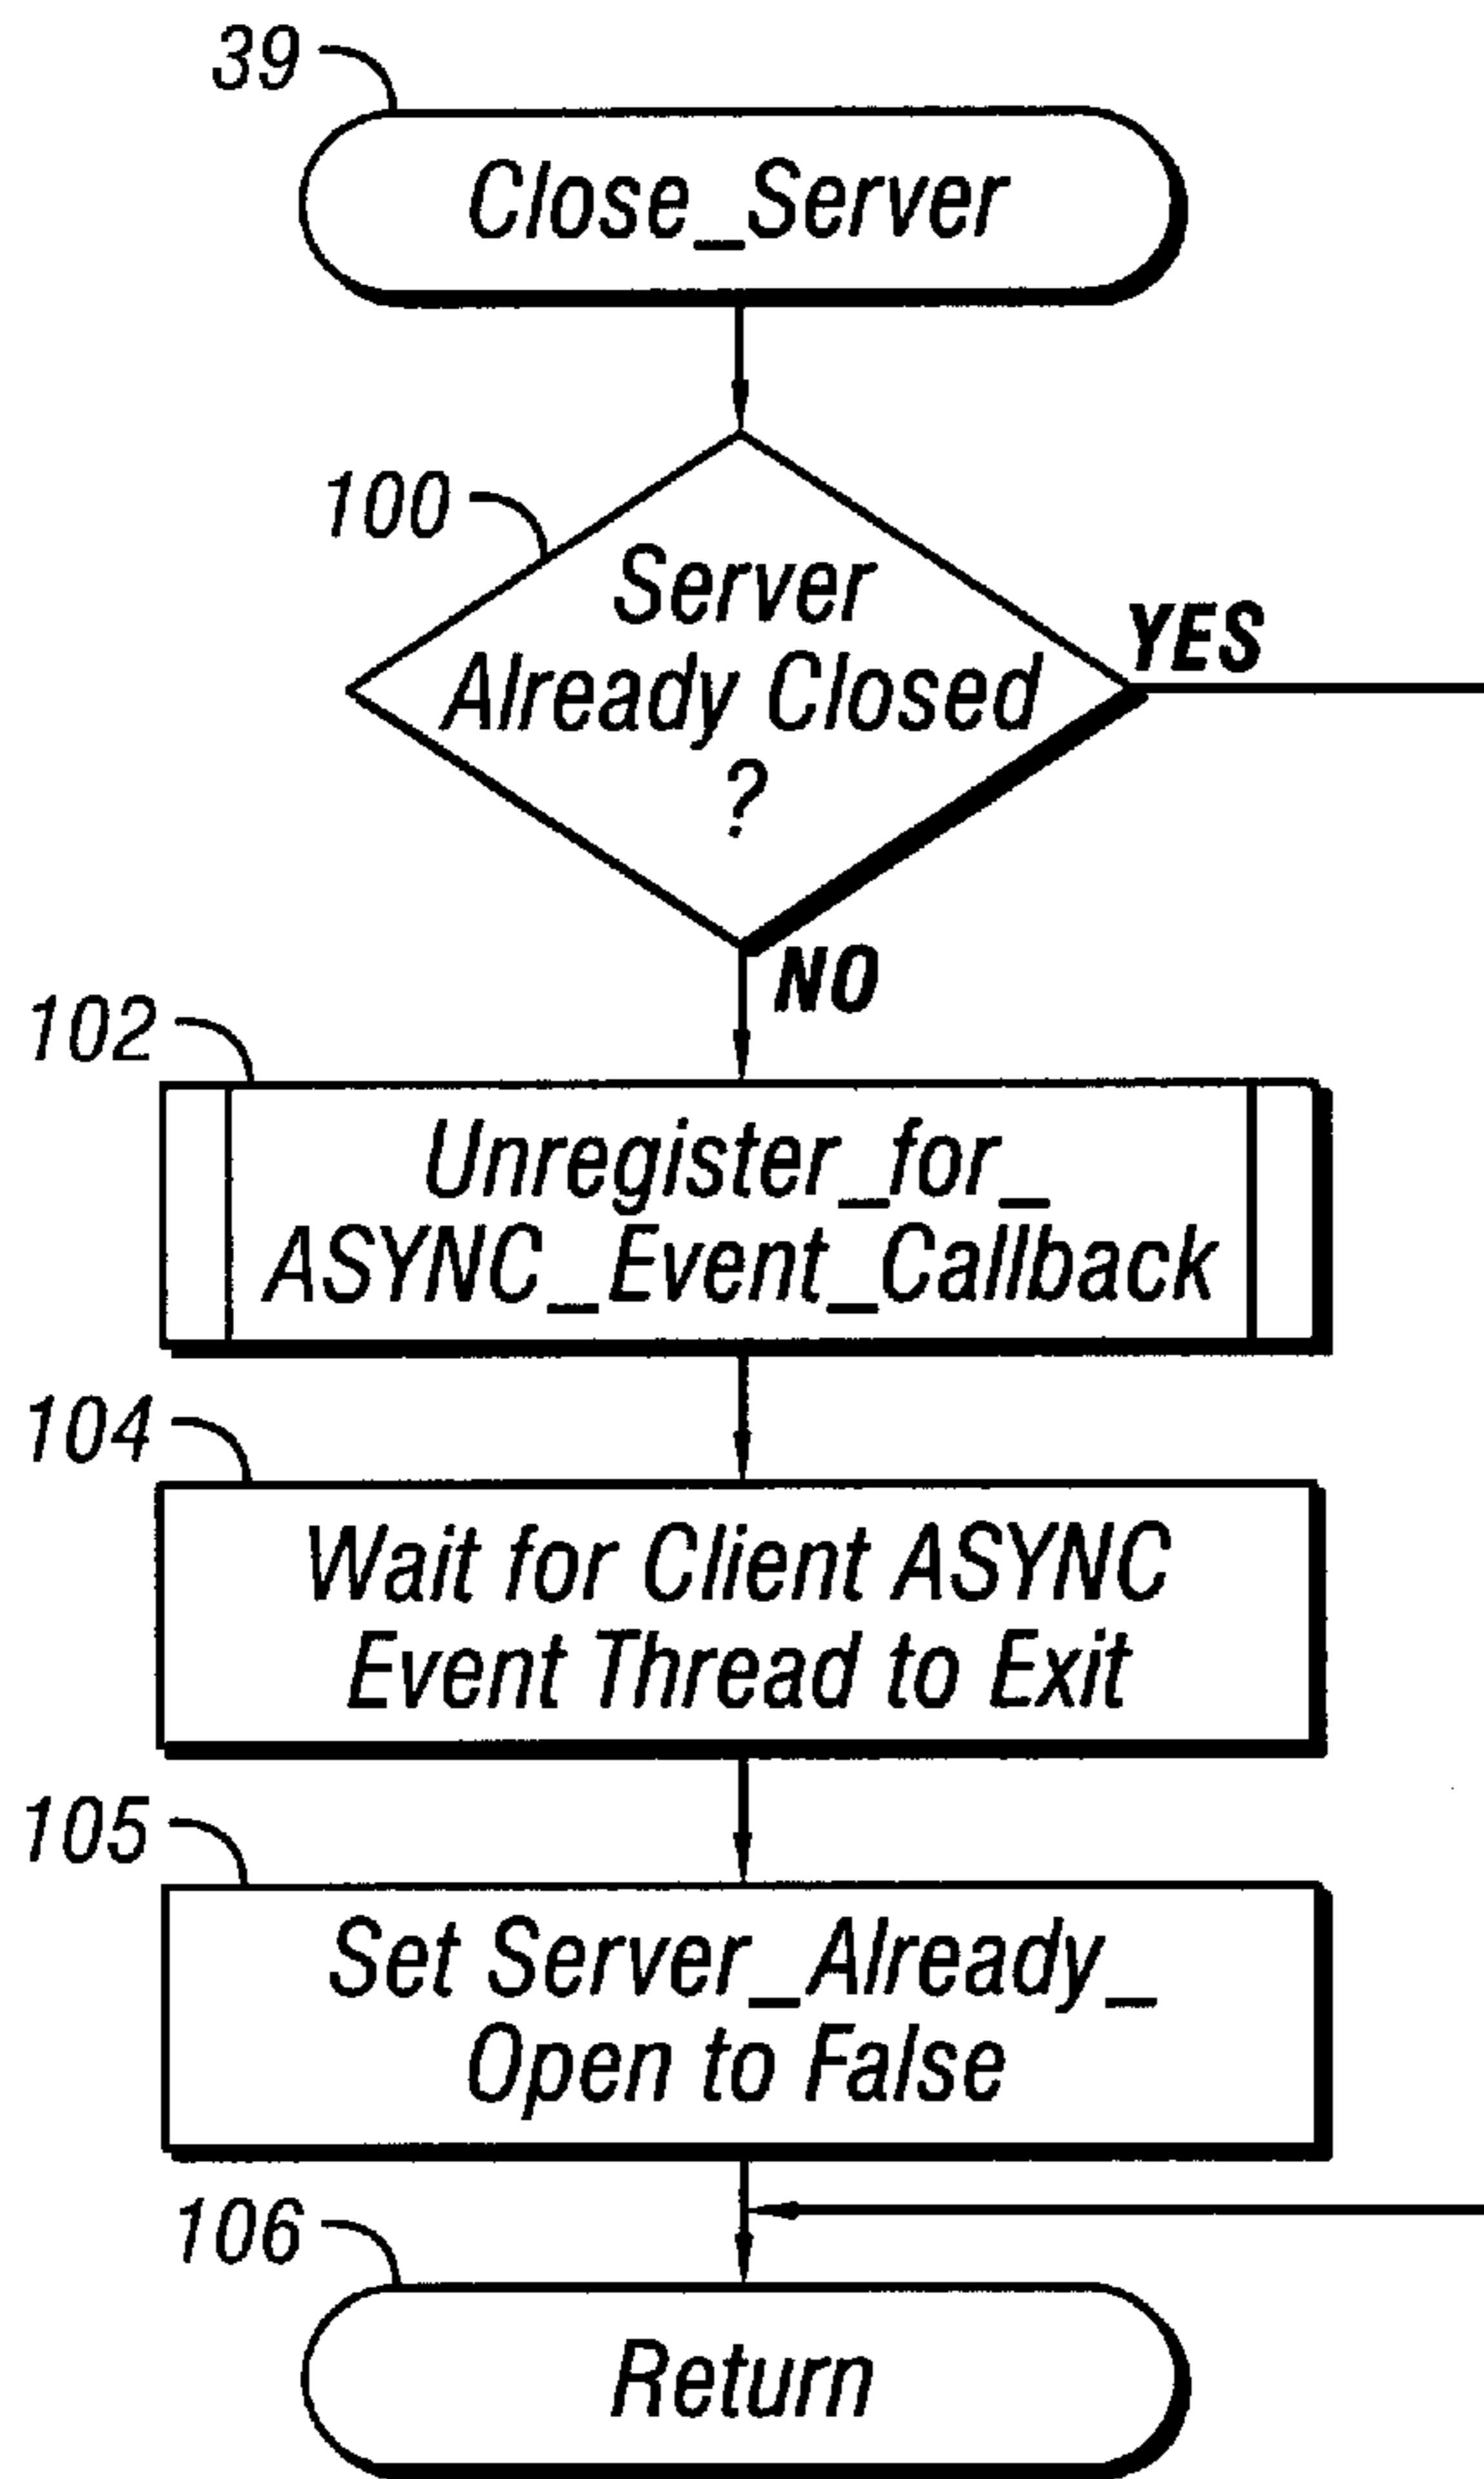 39
Close_Server
100
Server
Already Closed
?
YES
NO
102
Unregister_for_
ASYNC_Event_Callback
104
Wait for Client ASYNC
Event Thread to Exit
105
Set Server_Already_
Open to False
106
Return